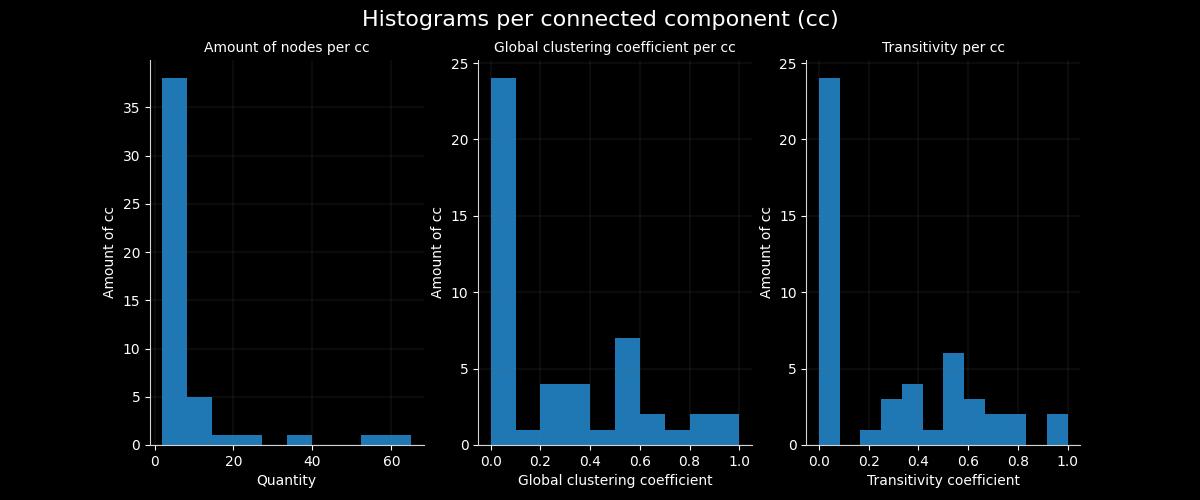 Histograms per connected component (cc)
Amount of nodes per cc
Amount of cc
35
30
25
20
15
10
5
0
0 20 40 60
Quantity
Global clustering coefficient per cc
Amount of cc
25
20
15
10
5
0
0.0 0.2 0.4 0.6 0.8 1.0
Global clustering coefficient
Transitivity per cc
Amount of cc
25
20
15
10
5
0
0.0 0.2 0.4 0.6 0.8 1.0
Transitivity coefficient